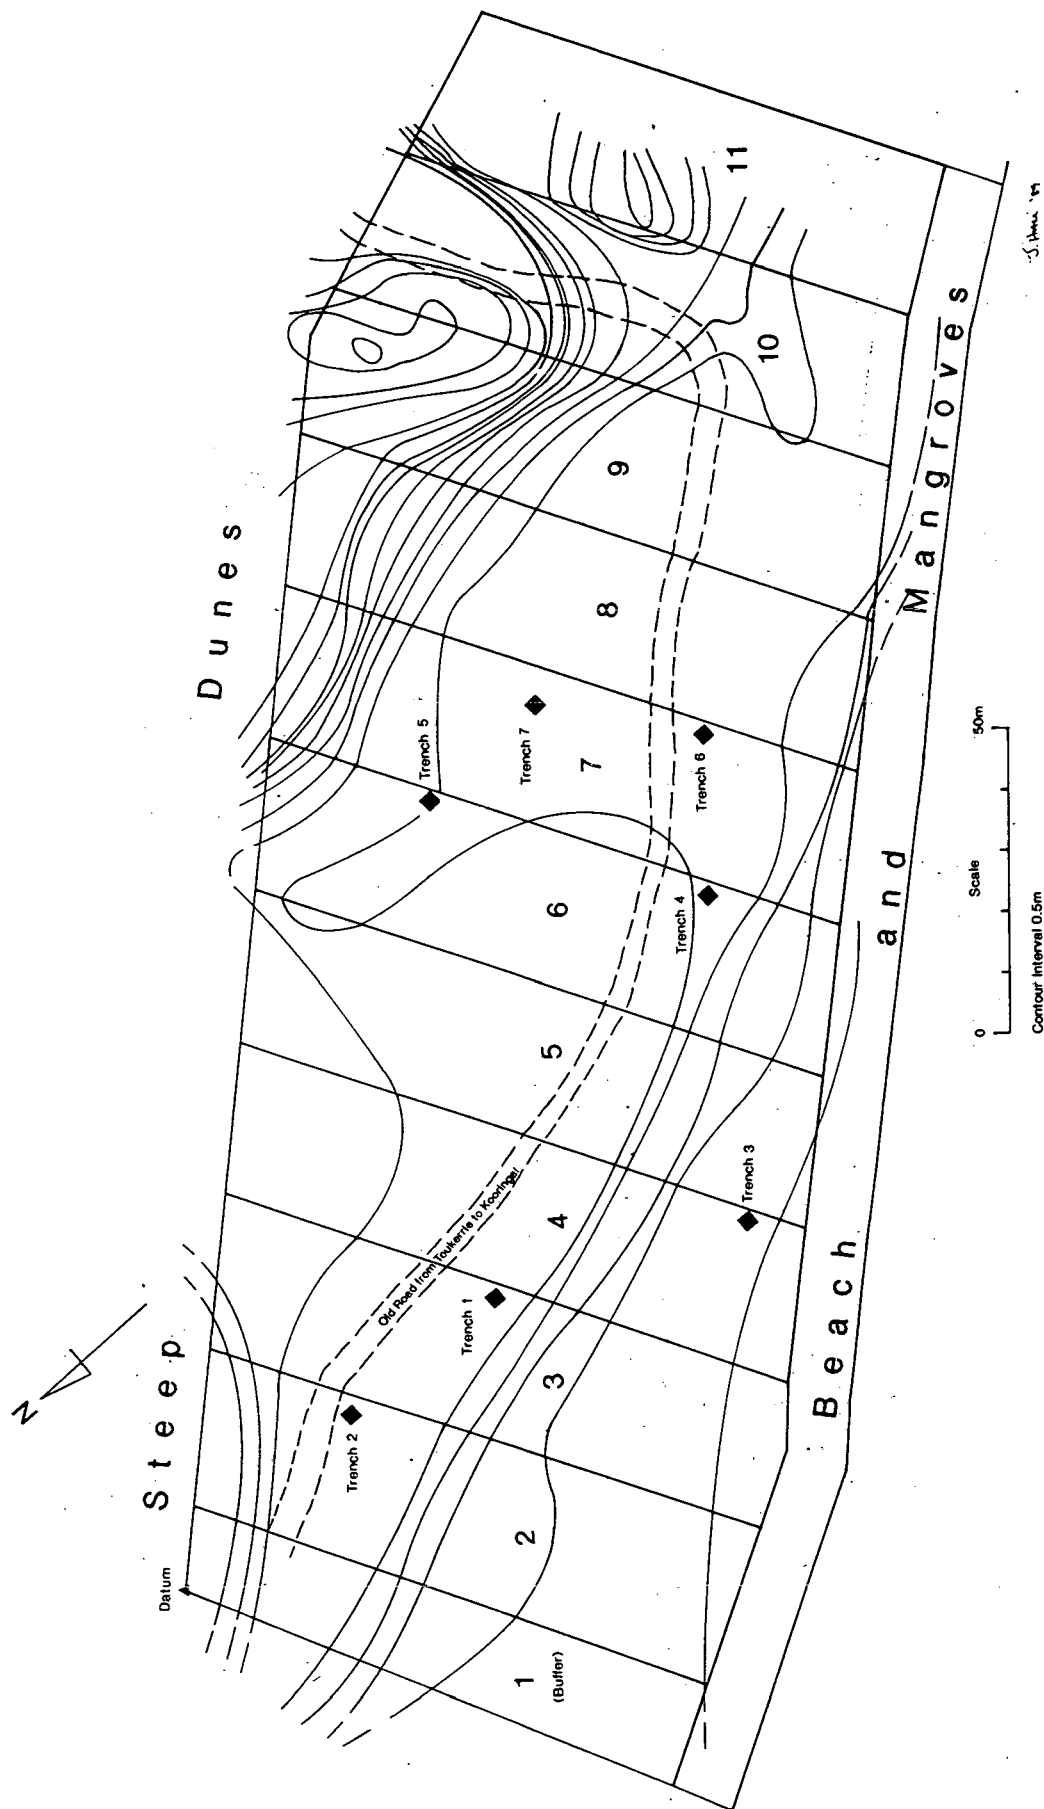 N
Steep Dunes
Datum
1
(Buffer)
2
3
4
5
6
7
8
9
10
11
Trench 1
Trench 2
Trench 3
Trench 4
Trench 5
Trench 6
Trench 7
Old Road from Toukerrie to Kooringal
Beach and Mangroves
0 Scale 50m
Contour Interval 0.5m
'89